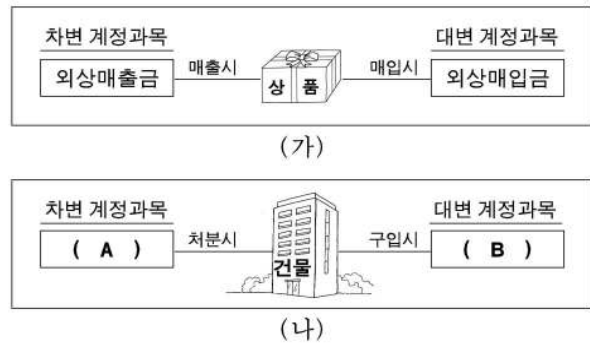 차변 계정과목 대변 계정과목
외상매출금 매출시 상 품 매입시 외상매입금
(가)
차변 계정과목 대변 계정과목
( A ) 처분시 건물 구입시 ( B )
(나)